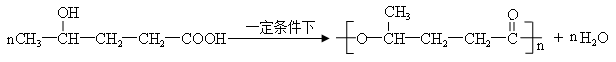 OH CH₃ O
nCH₃—CH—CH₂—CH₂—COOH 一定条件下 [O—CH—CH₂—CH₂—C]n + nH₂O